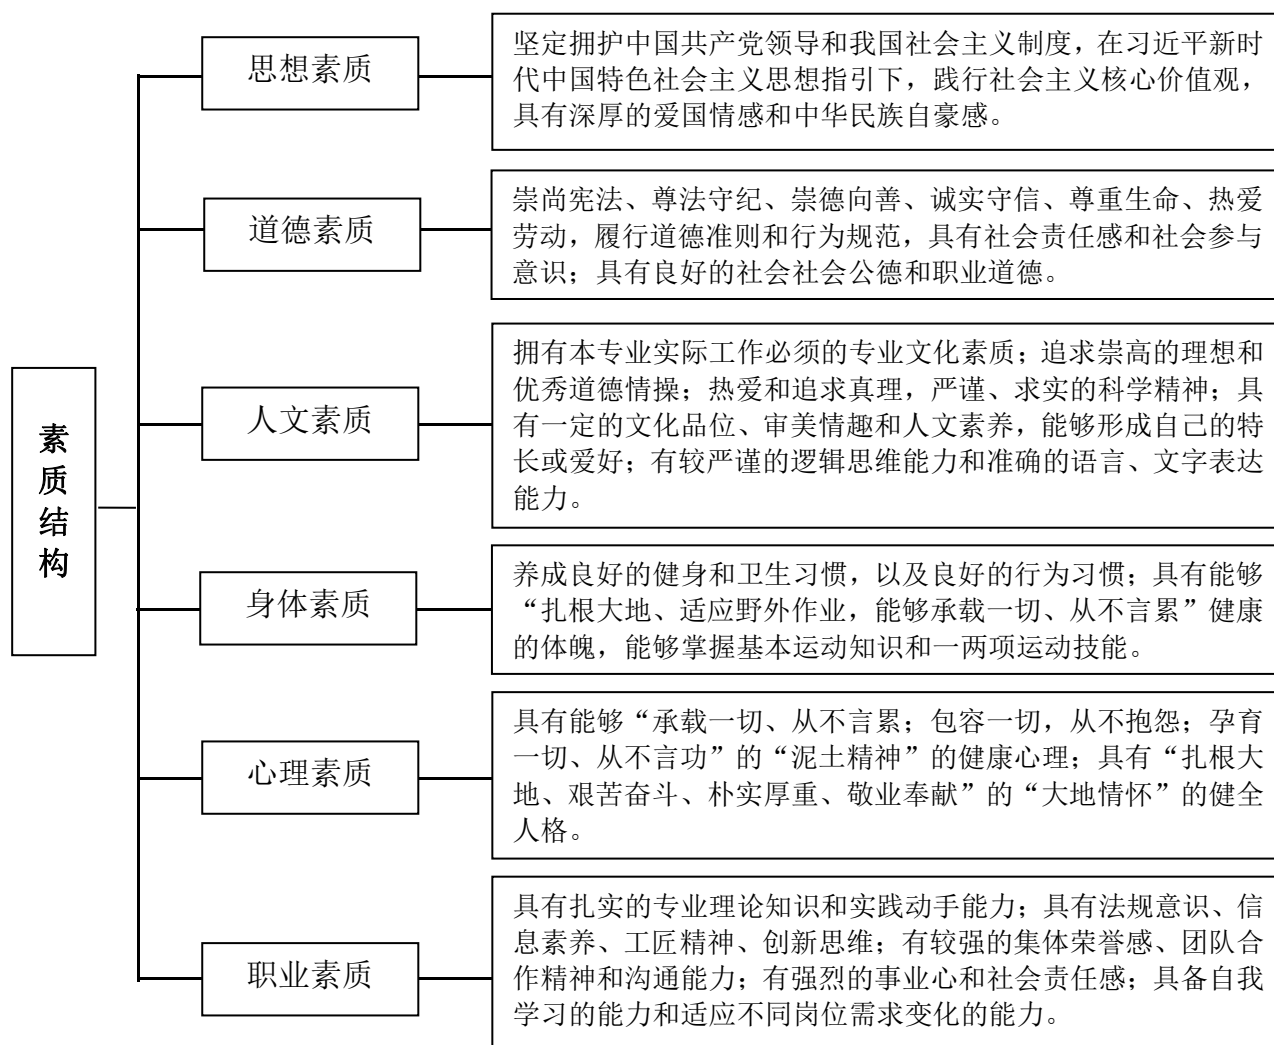 素
质
结
构
思想素质
坚定拥护中国共产党领导和我国社会主义制度，在习近平新时
代中国特色社会主义思想指引下，践行社会主义核心价值观，
具有深厚的爱国情感和中华民族自豪感。
道德素质
崇尚宪法、尊法守纪、崇德向善、诚实守信、尊重生命、热爱
劳动，履行道德准则和行为规范，具有社会责任感和社会参与
意识；具有良好的社会社会公德和职业道德。
人文素质
拥有本专业实际工作必须的专业文化素质；追求崇高的理想和
优秀道德情操；热爱和追求真理，严谨、求实的科学精神；具
有一定的文化品位、审美情趣和人文素养，能够形成自己的特
长或爱好；有较严谨的逻辑思维能力和准确的语言、文字表达
能力。
身体素质
养成良好的健身和卫生习惯，以及良好的行为习惯；具有能够
“扎根大地、适应野外作业，能够承载一切、从不言累”健康
的体魄，能够掌握基本运动知识和一两项运动技能。
心理素质
具有能够“承载一切、从不言累；包容一切，从不抱怨；孕育
一切、从不言功”的“泥土精神”的健康心理；具有“扎根大
地、艰苦奋斗、朴实厚重、敬业奉献”的“大地情怀”的健全
人格。
职业素质
具有扎实的专业理论知识和实践动手能力；具有法规意识、信
息素养、工匠精神、创新思维；有较强的集体荣誉感、团队合
作精神和沟通能力；有强烈的事业心和社会责任感；具备自我
学习的能力和适应不同岗位需求变化的能力。